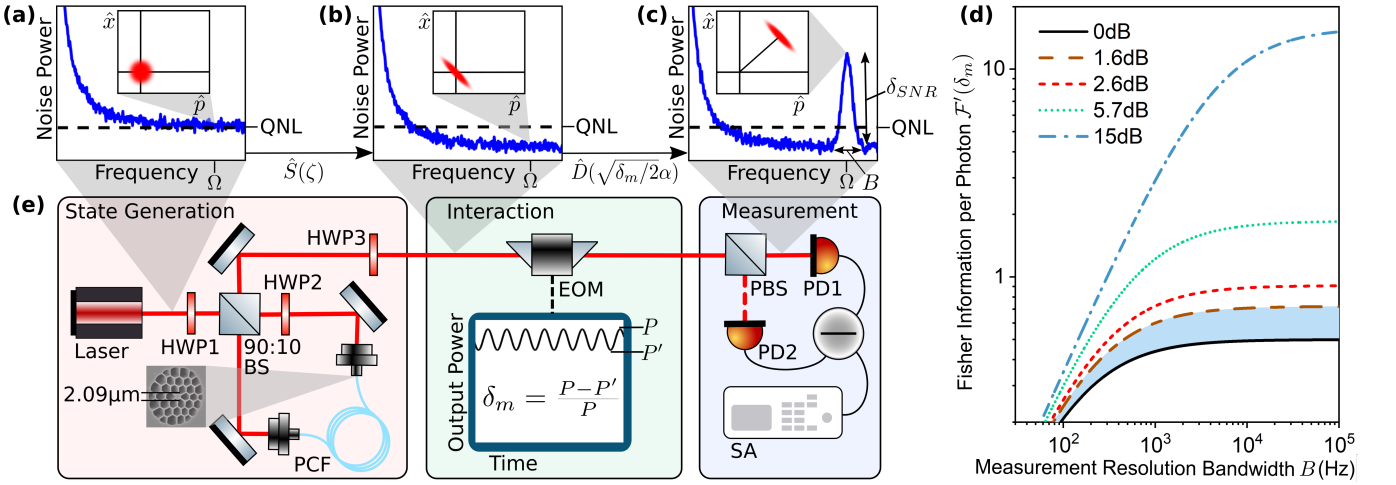 (a)
Noise Power
x̂
p̂
QNL
Frequency
Ω
Ŝ(ζ)
(b)
Noise Power
x̂
p̂
QNL
Frequency
Ω
D̂(√δₘ/2α)
(c)
Noise Power
x̂
p̂
δ_SNR
QNL
Frequency
Ω
B
(d)
Fisher Information per Photon 𝓕′(δₘ)
10
1
0dB
1.6dB
2.6dB
5.7dB
15dB
10²
10³
10⁴
10⁵
Measurement Resolution Bandwidth B(Hz)
(e)
State Generation
HWP3
HWP2
Laser
HWP1
90:10
BS
2.09µm
PCF
Interaction
EOM
Output Power
P
P′
δₘ = (P−P′)/P
Time
Measurement
PBS
PD1
PD2
SA